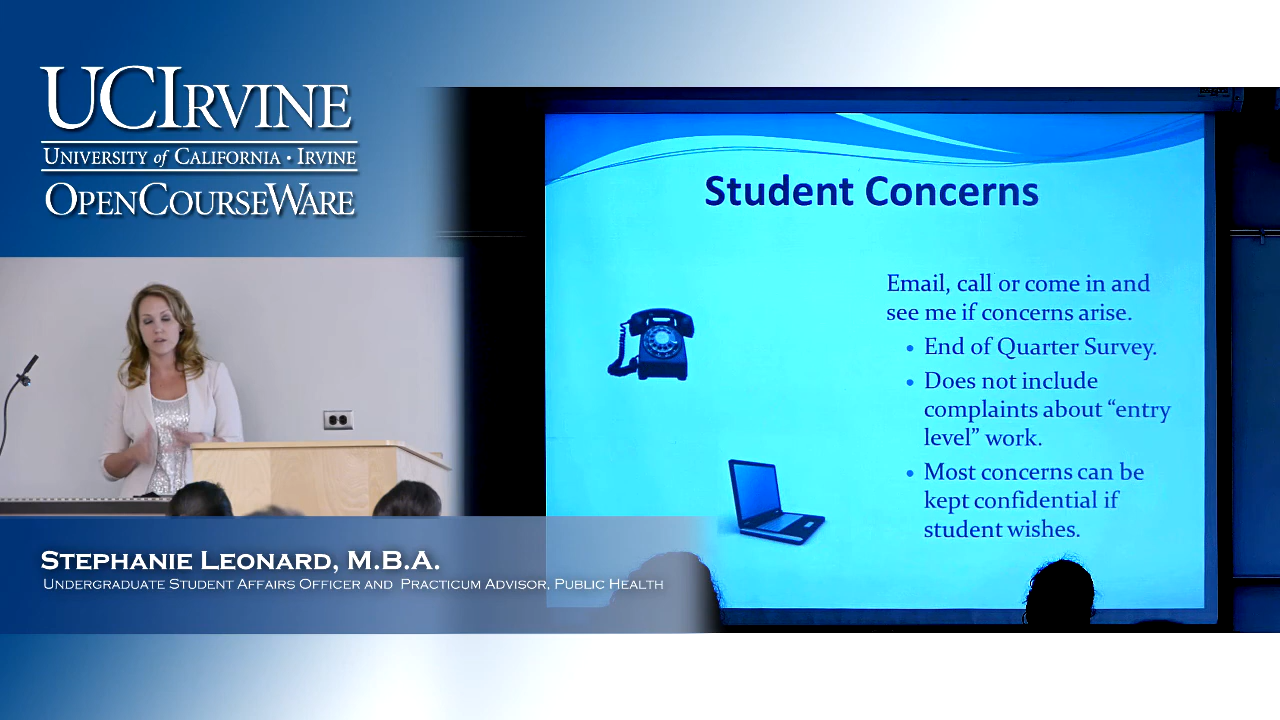 UCIRVINE
UNIVERSITY of CALIFORNIA · IRVINE
OPENCOURSEWARE
Student Concerns
Email, call or come in and
see me if concerns arise.
• End of Quarter Survey.
• Does not include
complaints about “entry
level” work.
• Most concerns can be
kept confidential if
student wishes.
STEPHANIE LEONARD, M.B.A.
UNDERGRADUATE STUDENT AFFAIRS OFFICER AND PRACTICUM ADVISOR, PUBLIC HEALTH